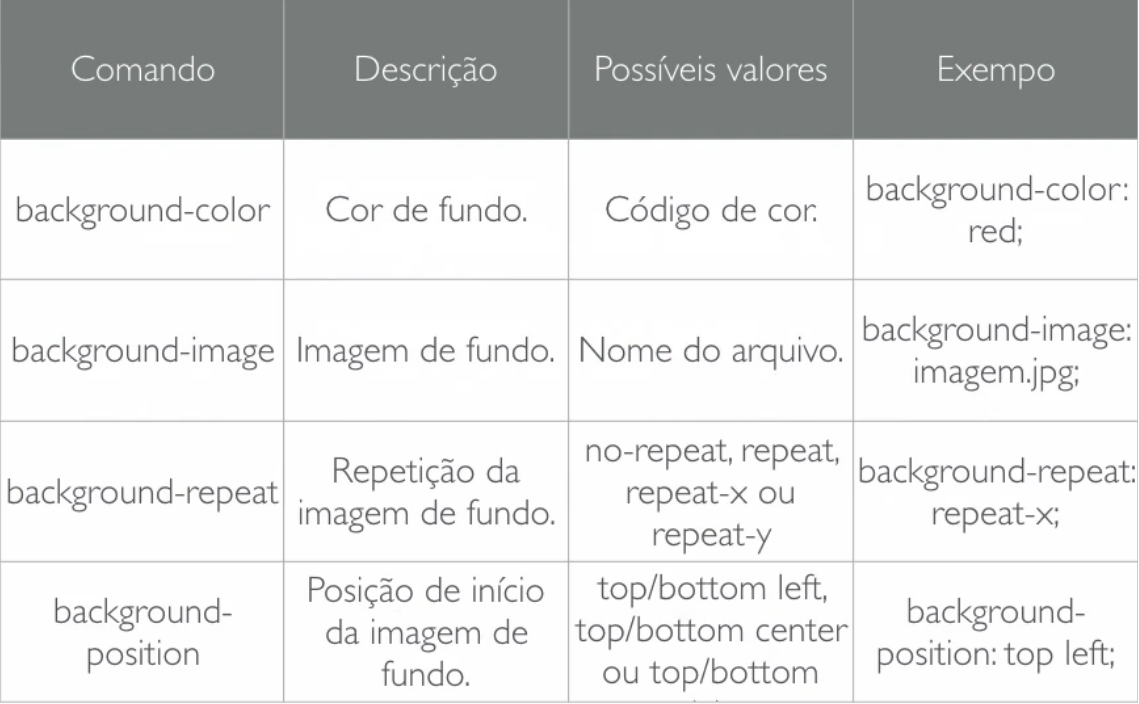 Comando
Descrição
Possíveis valores
Exempo
background-color
Cor de fundo.
Código de cor.
background-color:
red;
background-image
Imagem de fundo.
Nome do arquivo.
background-image:
imagem.jpg;
background-repeat
Repetição da
imagem de fundo.
no-repeat, repeat,
repeat-x ou
repeat-y
background-repeat:
repeat-x;
background-
position
Posição de início
da imagem de
fundo.
top/bottom left,
top/bottom center
ou top/bottom
background-
position: top left;